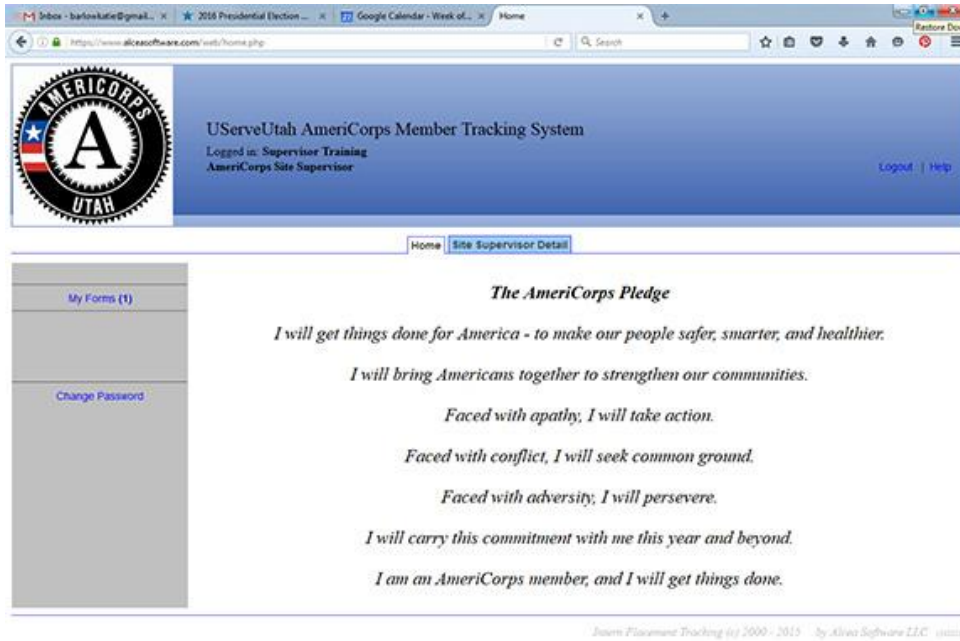 Inbox - barlowkatie@gmail...
2016 Presidential Election ...
Google Calendar - Week of...
Home
https://www.alceasoftware.com/web/home.php
Search
Restore Do
AMERICORPS
A
UTAH
UServeUtah AmeriCorps Member Tracking System
Logged in: Supervisor Training
AmeriCorps Site Supervisor
Logout | Help
Home
Site Supervisor Detail
My Forms (1)
Change Password
The AmeriCorps Pledge
I will get things done for America - to make our people safer, smarter, and healthier.
I will bring Americans together to strengthen our communities.
Faced with apathy, I will take action.
Faced with conflict, I will seek common ground.
Faced with adversity, I will persevere.
I will carry this commitment with me this year and beyond.
I am an AmeriCorps member, and I will get things done.
Intern Placement Tracking (c) 2000 - 2015 by Alcea Software LLC